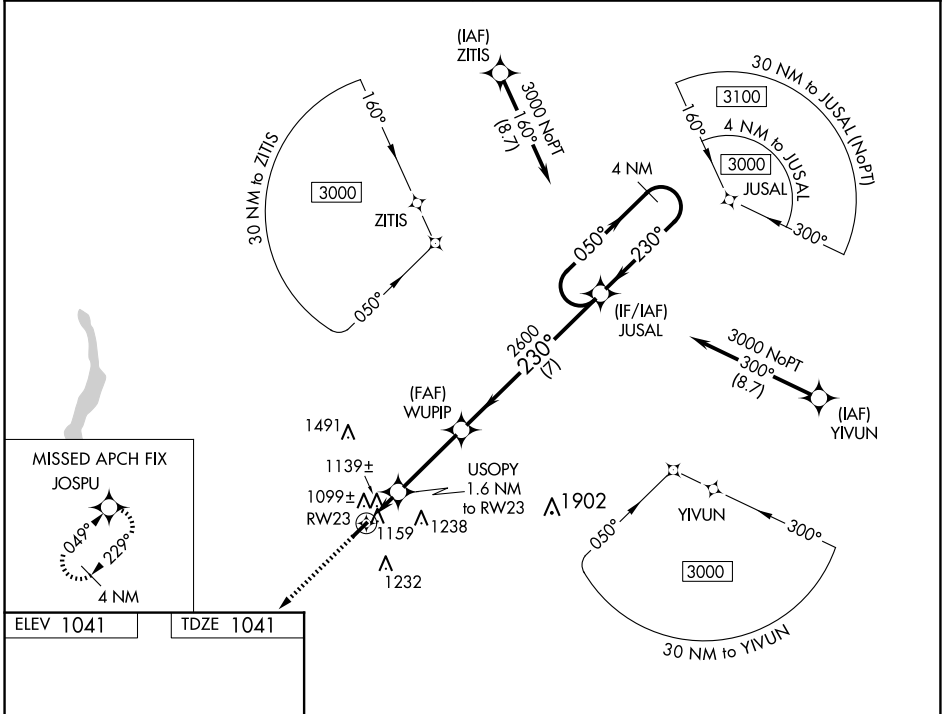 (IAF)
ZITIS
3000 NoPT
160°
(8.7)
30 NM to ZITIS
160°
3000
ZITIS
050°
30 NM to JUSAL (NoPT)
3100
4 NM to JUSAL
3000
160°
JUSAL
300°
4 NM
050°
230°
(IF/IAF)
JUSAL
2600
230°
(7)
3000 NoPT
300°
(8.7)
(IAF)
YIVUN
(FAF)
WUPIP
1491
1139±
1099±
RW23
1159
1238
1232
USOPY
1.6 NM
to RW23
1902
YIVUN
050°
300°
3000
30 NM to YIVUN
MISSED APCH FIX
JOSPU
049°
229°
4 NM
ELEV 1041
TDZE 1041